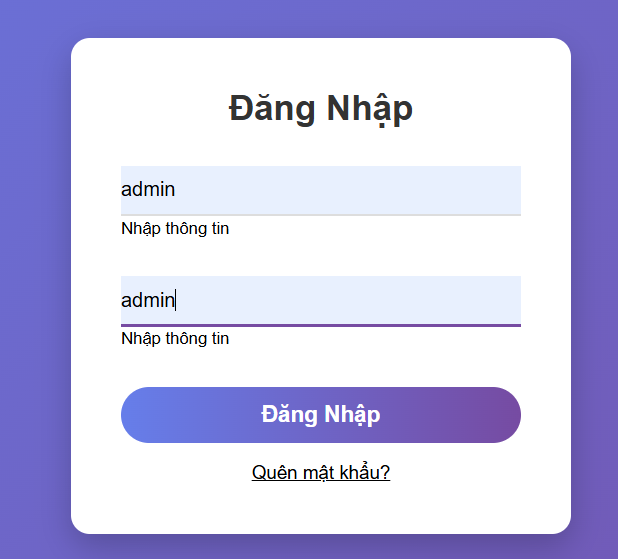 Đăng Nhập
admin
Nhập thông tin
admin
Nhập thông tin
Đăng Nhập
Quên mật khẩu?